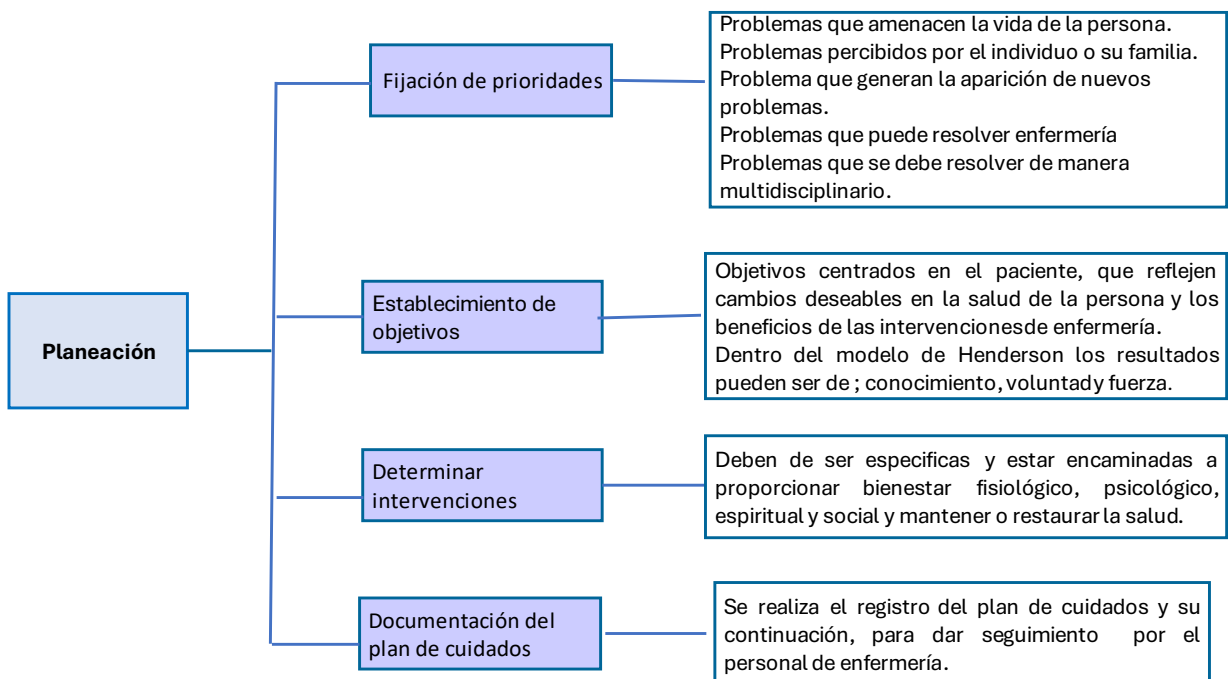 Planeación
Fijación de prioridades
Problemas que amenacen la vida de la persona.
Problemas percibidos por el individuo o su familia.
Problema que generan la aparición de nuevos
problemas.
Problemas que puede resolver enfermería
Problemas que se debe resolver de manera
multidisciplinario.
Establecimiento de
objetivos
Objetivos centrados en el paciente, que reflejen
cambios deseables en la salud de la persona y los
beneficios de las intervencionesde enfermería.
Dentro del modelo de Henderson los resultados
pueden ser de ; conocimiento, voluntady fuerza.
Determinar
intervenciones
Deben de ser especificas y estar encaminadas a
proporcionar bienestar fisiológico, psicológico,
espiritual y social y mantener o restaurar la salud.
Documentación del
plan de cuidados
Se realiza el registro del plan de cuidados y su
continuación, para dar seguimiento por el
personal de enfermería.